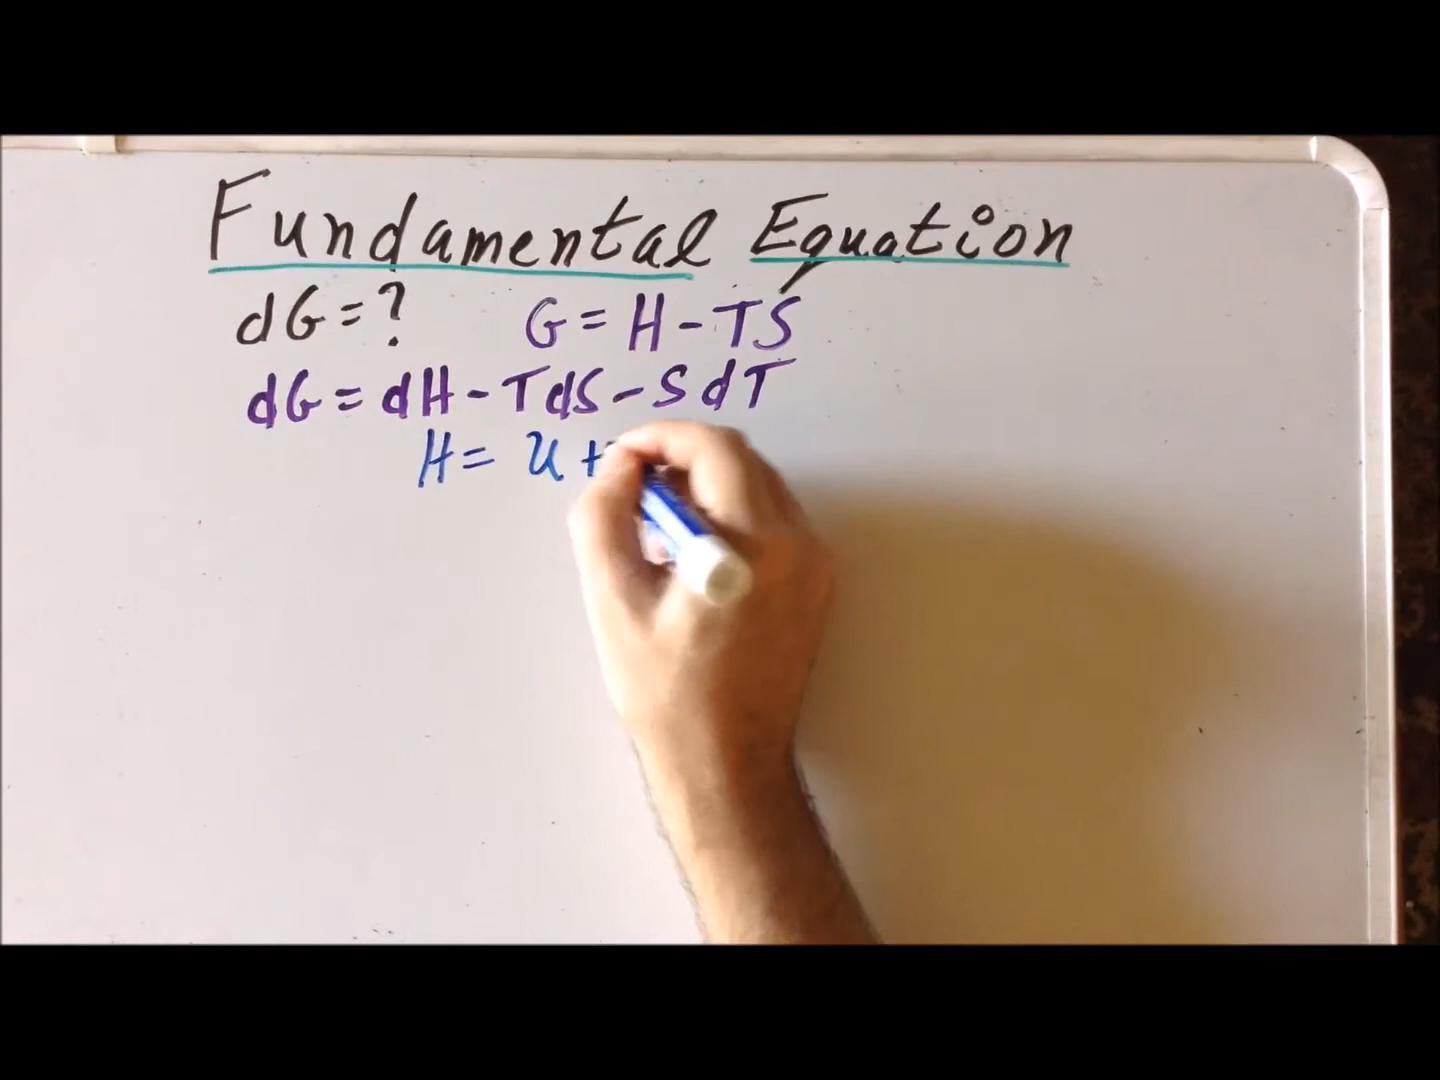 Fundamental Equation
dG = ? G = H - TS
dG = dH - TdS - SdT
H = U +